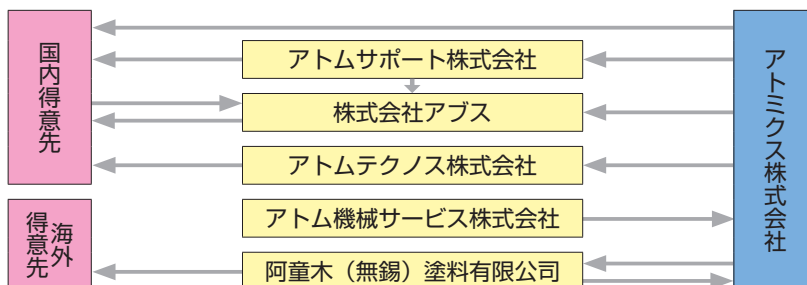 国内得意先
海外
得意先
アトムサポート株式会社
株式会社アブス
アトムテクノス株式会社
アトム機械サービス株式会社
阿童木（無錫）塗料有限公司
アトミクス株式会社